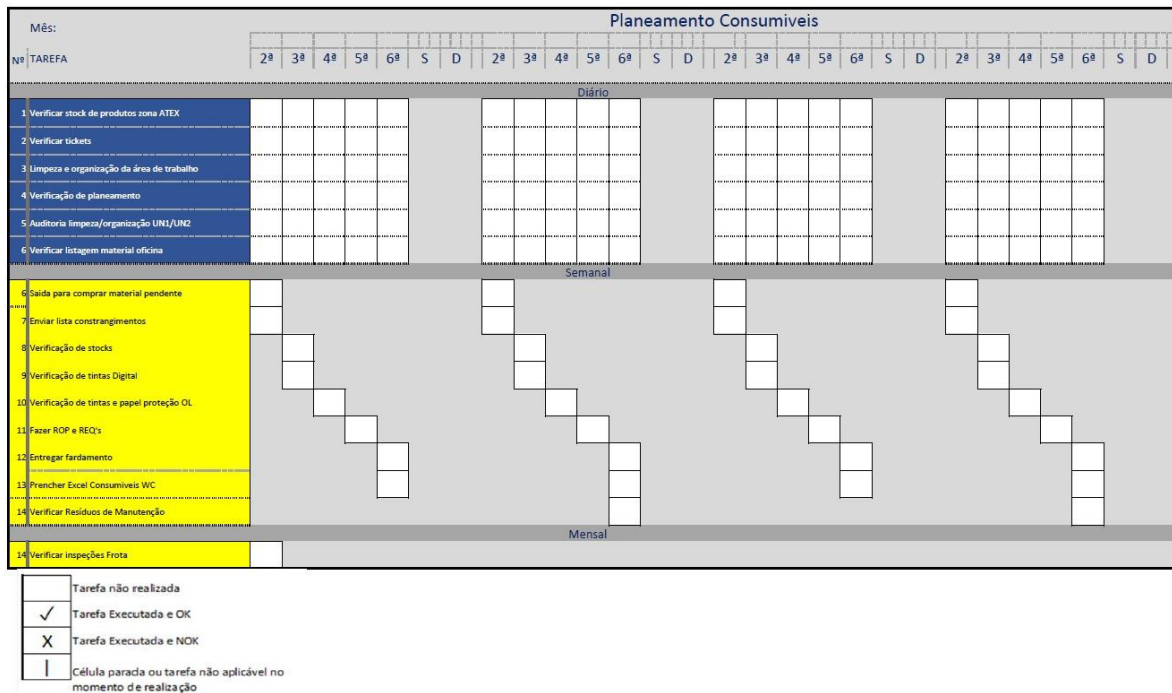 Planeamento Consumiveis
Mês:
Nº TAREFA 2ª 3ª 4ª 5ª 6ª S D 2ª 3ª 4ª 5ª 6ª S D 2ª 3ª 4ª 5ª 6ª S D 2ª 3ª 4ª 5ª 6ª S D
Diário
1 Verificar stock de produtos zona ATEX
2 Verificar tickets
3 Limpeza e organização da área de trabalho
4 Verificação de planeamento
5 Auditoria limpeza/organização UN1/UN2
6 Verificar listagem material oficina
Semanal
6 Saida para comprar material pendente
7 Enviar lista constrangimentos
8 Verificação de stocks
9 Verificação de tintas Digital
10 Verificação de tintas e papel proteção OL
11 Fazer ROP e REQ's
12 Entregar fardamento
13 Prencher Excel Consumiveis WC
14 Verificar Resíduos de Manutenção
Mensal
14 Verificar inspeções Frota
Tarefa não realizada
✓ Tarefa Executada e OK
X Tarefa Executada e NOK
| Célula parada ou tarefa não aplicável no
momento de realização